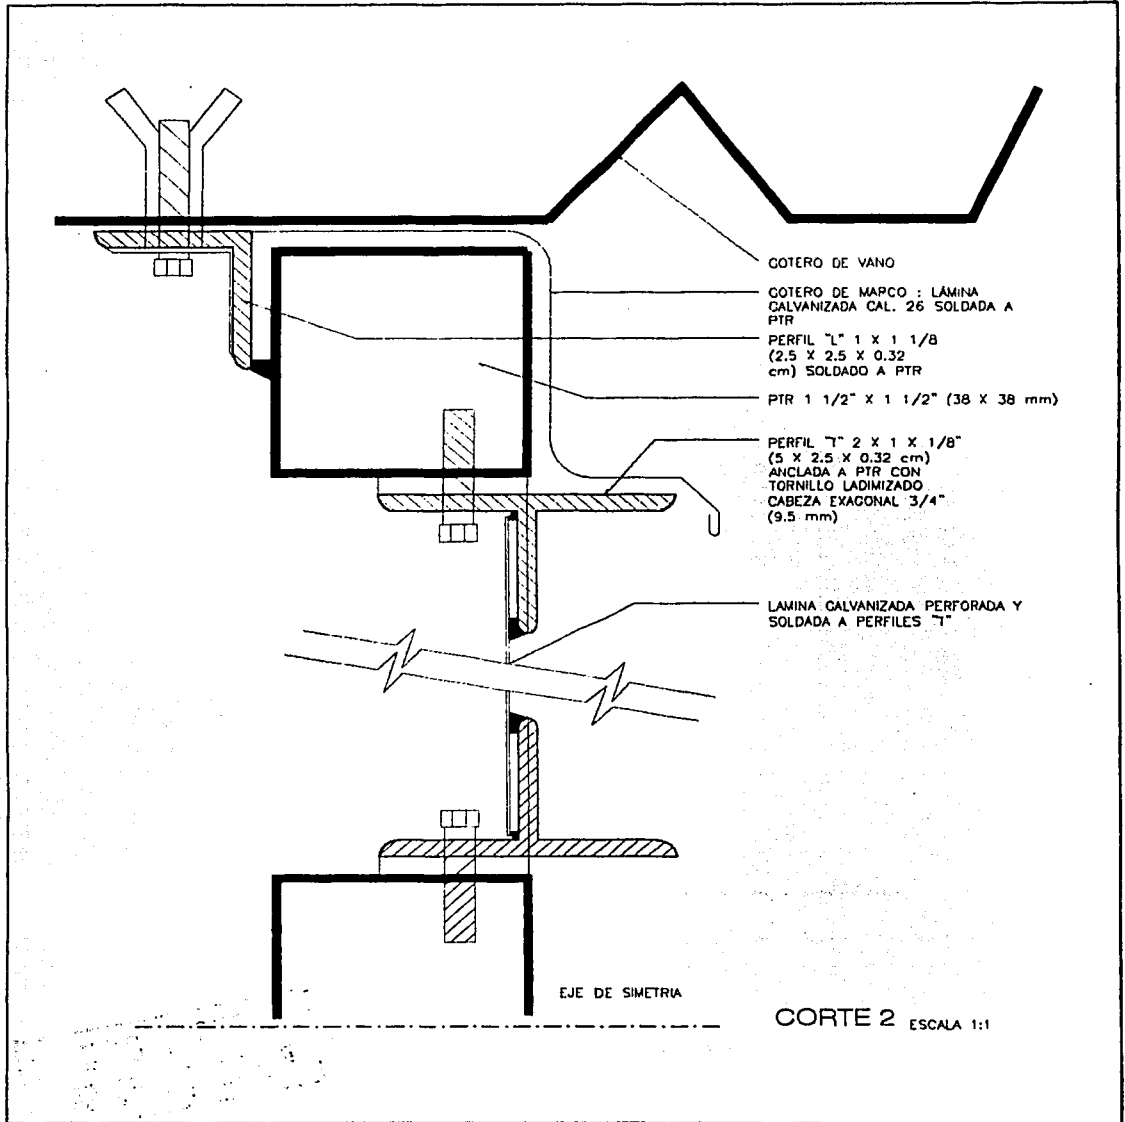 GOTERO DE VANO
GOTERO DE MARCO : LAMINA
GALVANIZADA CAL. 26 SOLDADA A
PTR
PERFIL "L" 1 X 1 1/8
(2.5 X 2.5 X 0.32
cm) SOLDADO A PTR
PTR 1 1/2" X 1 1/2" (38 X 38 mm)
PERFIL "T" 2 X 1 X 1/8"
(5 X 2.5 X 0.32 cm)
ANCLADA A PTR CON
TORNILLO LADIMIZADO
CABEZA EXAGONAL 3/4"
(9.5 mm)
LAMINA GALVANIZADA PERFORADA Y
SOLDADA A PERFILES "T"
EJE DE SIMETRIA
CORTE 2 ESCALA 1:1